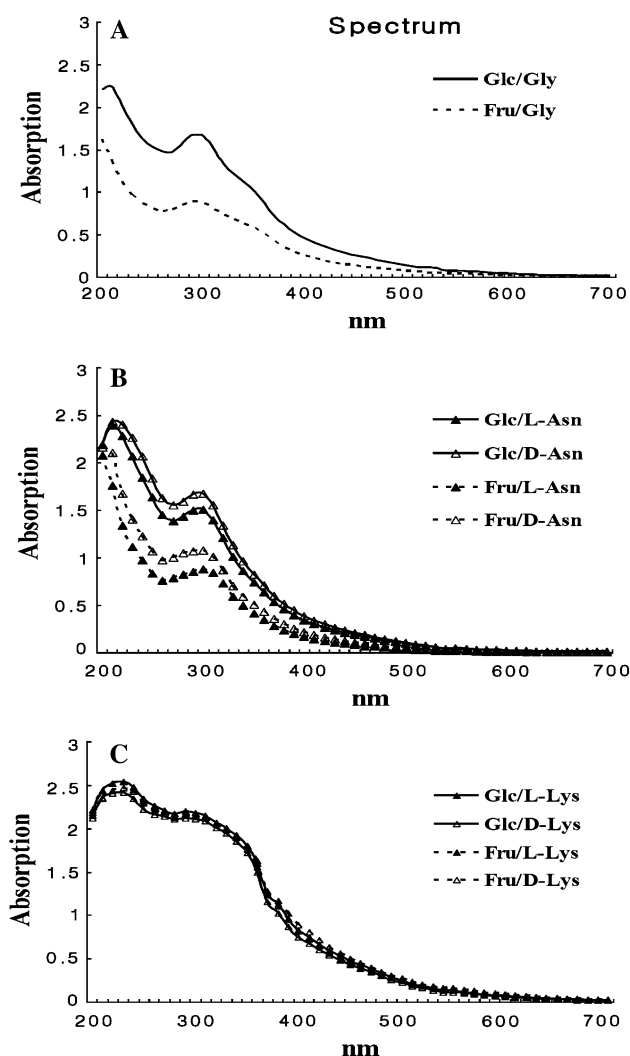 A
Spectrum
3
2.5
2
1.5
1
0.5
0
Absorption
Glc/Gly
Fru/Gly
200 300 400 500 600 700
nm
B
3
2.5
2
1.5
1
0.5
0
Absorption
Glc/L-Asn
Glc/D-Asn
Fru/L-Asn
Fru/D-Asn
200 300 400 500 600 700
nm
C
3
2.5
2
1.5
1
0.5
0
Absorption
Glc/L-Lys
Glc/D-Lys
Fru/L-Lys
Fru/D-Lys
200 300 400 500 600 700
nm